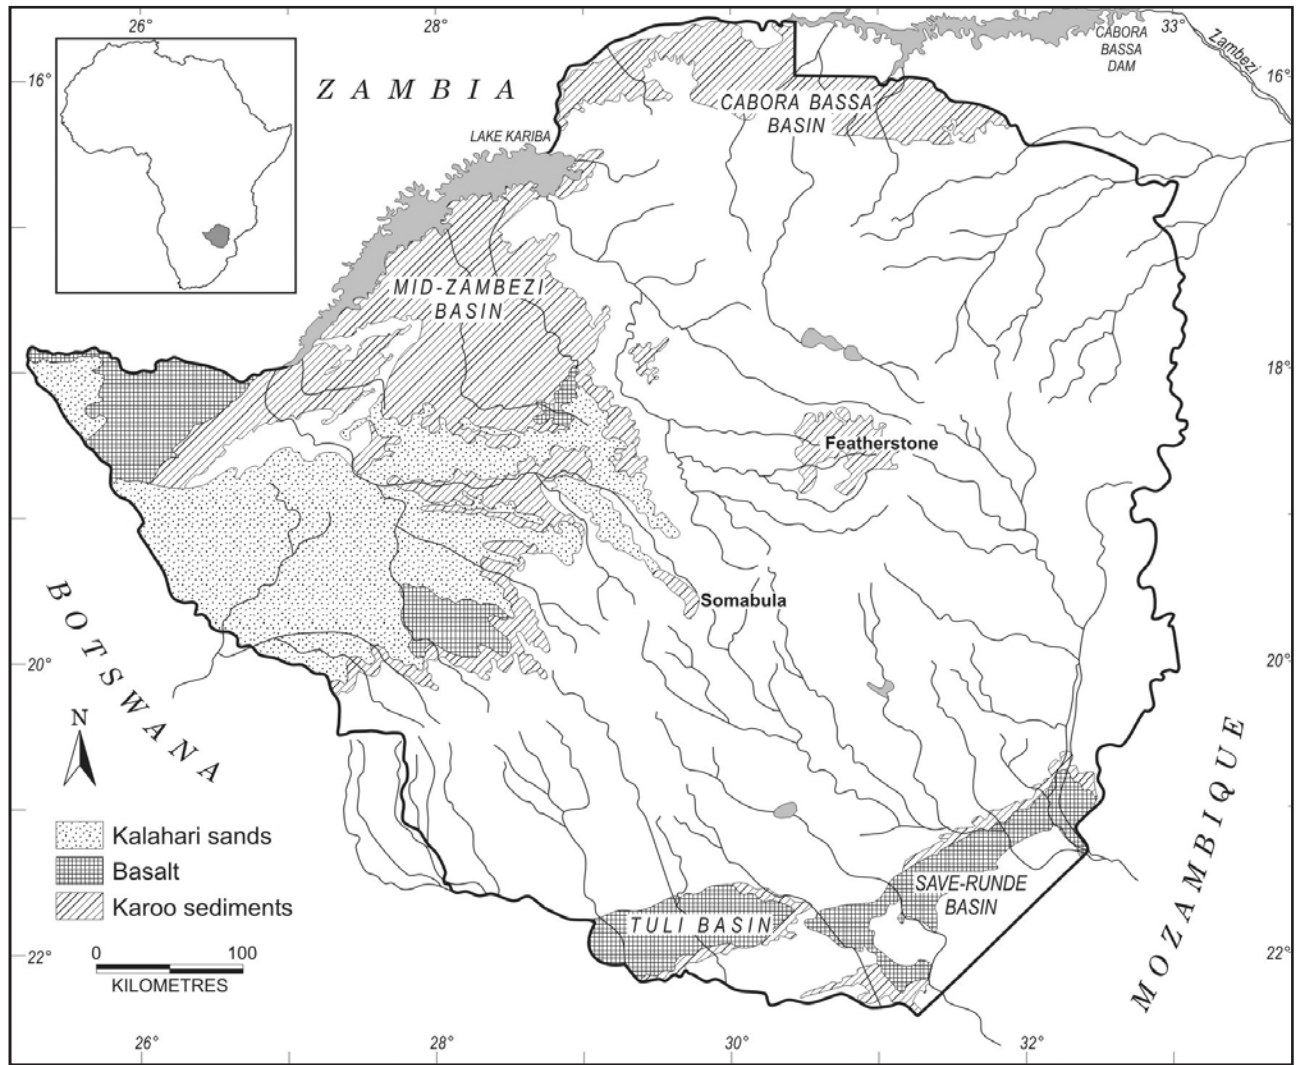 26°
28°
33°
CABORA
BASSA
DAM
Zambezi
16°
16°
ZAMBIA
CABORA BASSA
BASIN
LAKE KARIBA
MID-ZAMBEZI
BASIN
18°
18°
Featherstone
Somabula
BOTSWANA
20°
20°
N
MOZAMBIQUE
Kalahari sands
Basalt
Karoo sediments
0 100
KILOMETRES
SAVE-RUNDE
BASIN
TULI BASIN
22°
22°
26°
28°
30°
32°